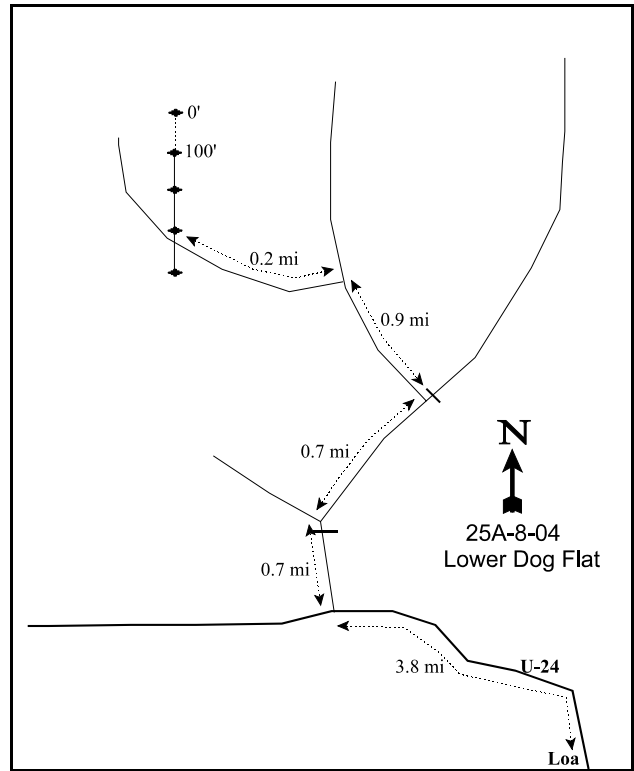 0'
100'
0.2 mi
0.9 mi
0.7 mi
N
25A-8-04
Lower Dog Flat
0.7 mi
3.8 mi
U-24
Loa